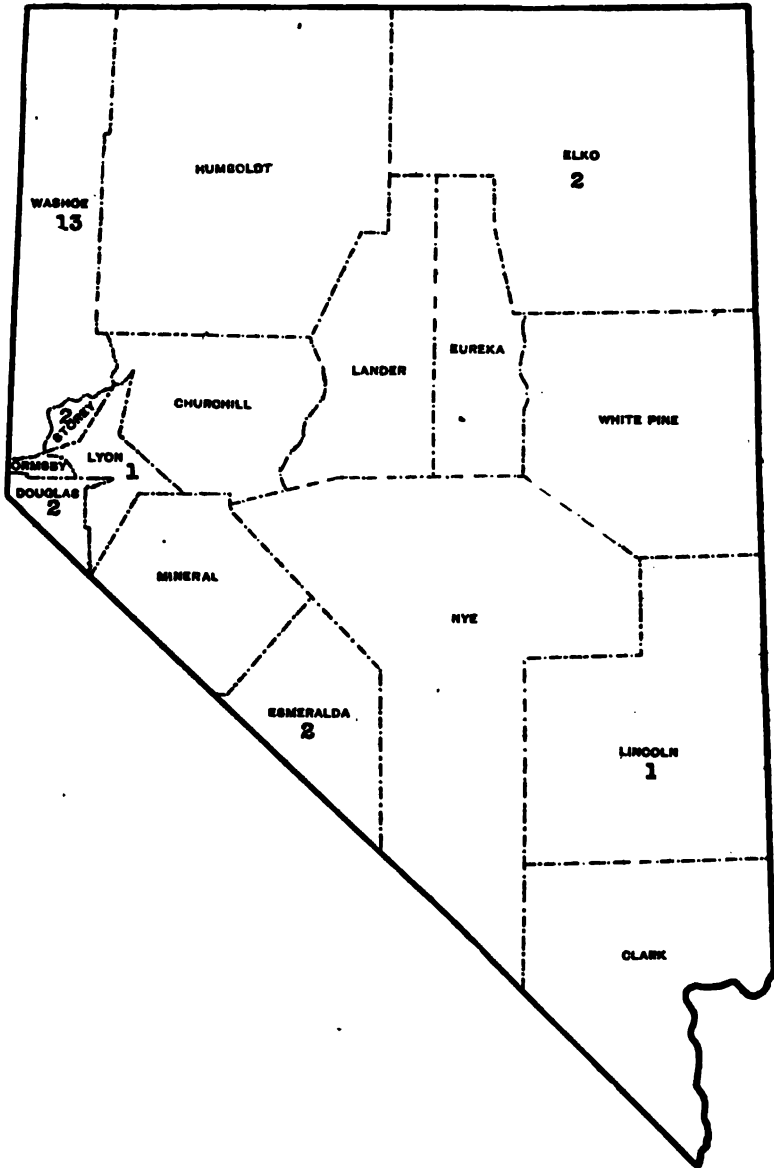 HUMBOLDT
ELKO
2
WASHOE
13
EUREKA
LANDER
CHURCHILL
2
STOREY
WHITE PINE
LYON
1
ORMSBY
DOUGLAS
2
MINERAL
NYE
ESMERALDA
2
LINCOLN
1
CLARK